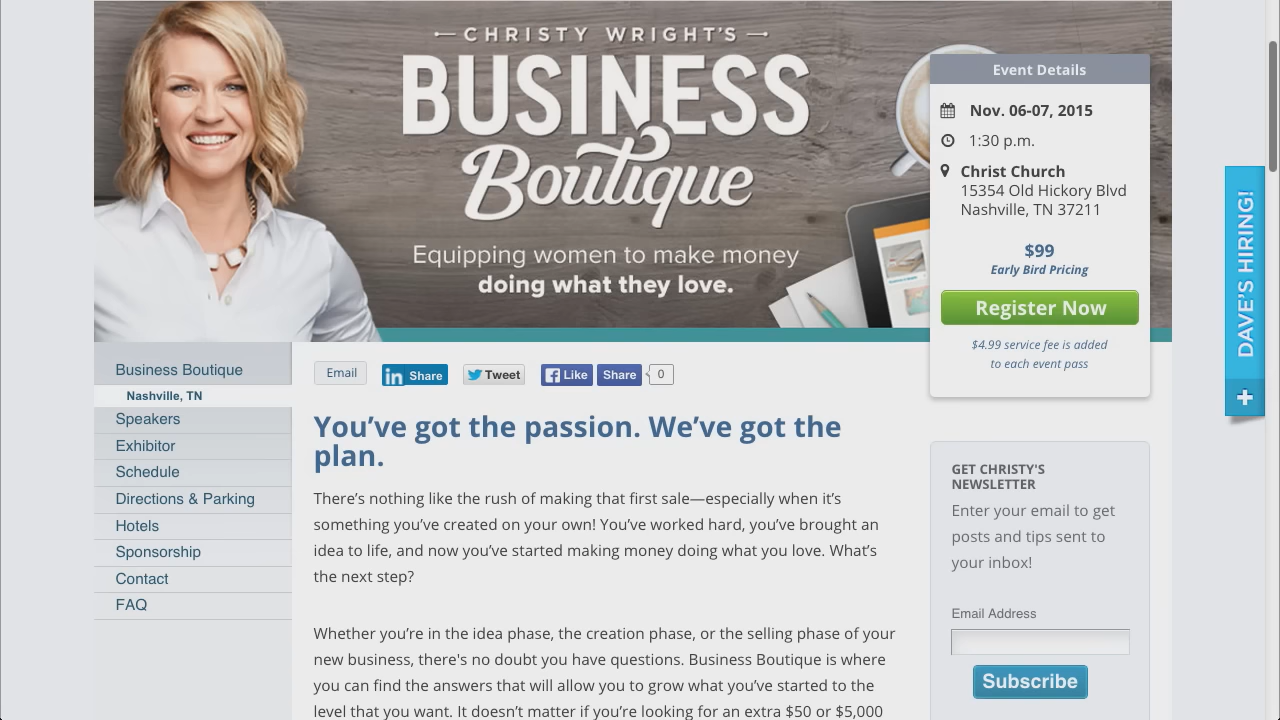 CHRISTY WRIGHT'S
BUSINESS
Boutique
Equipping women to make money
doing what they love.
Event Details
Nov. 06-07, 2015
1:30 p.m.
Christ Church
15354 Old Hickory Blvd
Nashville, TN 37211
$99
Early Bird Pricing
Register Now
$4.99 service fee is added
to each event pass
DAVE'S HIRING!
Business Boutique
Nashville, TN
Speakers
Exhibitor
Schedule
Directions & Parking
Hotels
Sponsorship
Contact
FAQ
Email
in Share
Tweet
Like
Share
0
You’ve got the passion. We’ve got the
plan.
There’s nothing like the rush of making that first sale—especially when it’s
something you’ve created on your own! You’ve worked hard, you’ve brought an
idea to life, and now you’ve started making money doing what you love. What’s
the next step?
Whether you’re in the idea phase, the creation phase, or the selling phase of your
new business, there's no doubt you have questions. Business Boutique is where
you can find the answers that will allow you to grow what you’ve started to the
level that you want. It doesn’t matter if you’re looking for an extra $50 or $5,000
GET CHRISTY'S
NEWSLETTER
Enter your email to get
posts and tips sent to
your inbox!
Email Address
Subscribe